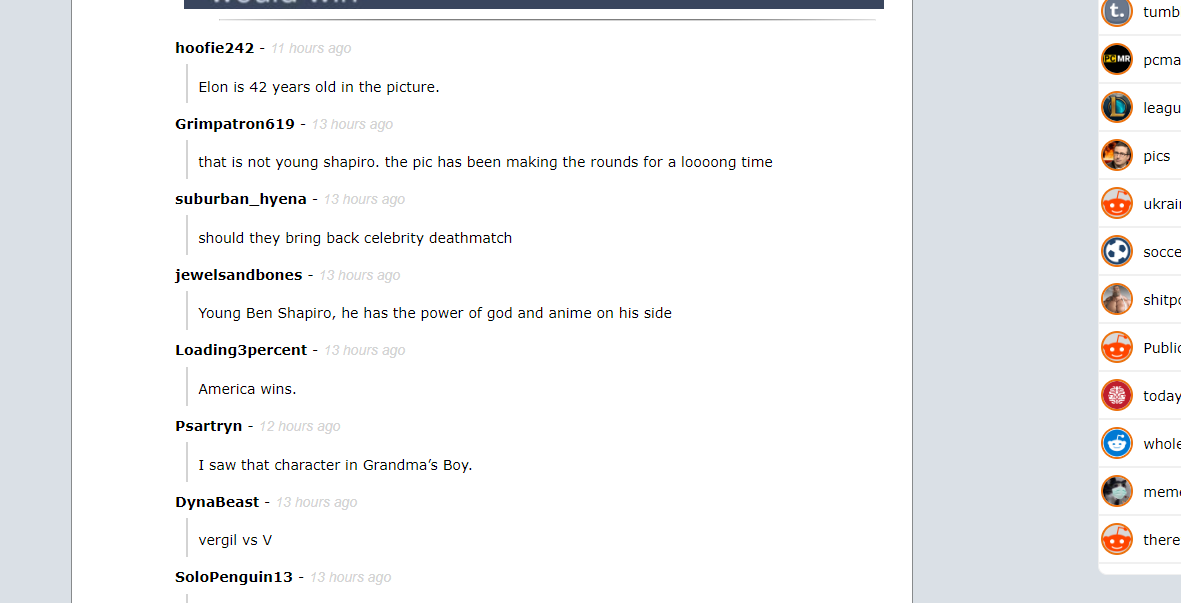 would win
hoofie242 - 11 hours ago
Elon is 42 years old in the picture.
Grimpatron619 - 13 hours ago
that is not young shapiro. the pic has been making the rounds for a loooong time
suburban_hyena - 13 hours ago
should they bring back celebrity deathmatch
jewelsandbones - 13 hours ago
Young Ben Shapiro, he has the power of god and anime on his side
Loading3percent - 13 hours ago
America wins.
Psartryn - 12 hours ago
I saw that character in Grandma’s Boy.
DynaBeast - 13 hours ago
vergil vs V
SoloPenguin13 - 13 hours ago
t.
tumb
PCMR
pcma
L
leagu
pics
ukrai
socce
shitp
Public
today
whole
meme
there